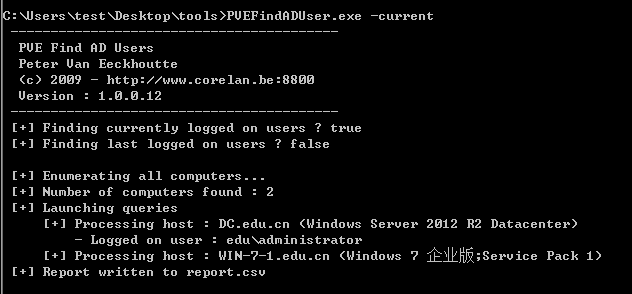 C:\Users\test\Desktop\tools>PVEFindADUser.exe -current
-----------------------------------------
PVE Find AD Users
Peter Van Eeckhoutte
(c) 2009 - http://www.corelan.be:8800
Version : 1.0.0.12
-----------------------------------------
[+] Finding currently logged on users ? true
[+] Finding last logged on users ? false
[+] Enumerating all computers...
[+] Number of computers found : 2
[+] Launching queries
[+] Processing host : DC.edu.cn (Windows Server 2012 R2 Datacenter)
- Logged on user : edu\administrator
[+] Processing host : WIN-7-1.edu.cn (Windows 7 企业版;Service Pack 1)
[+] Report written to report.csv